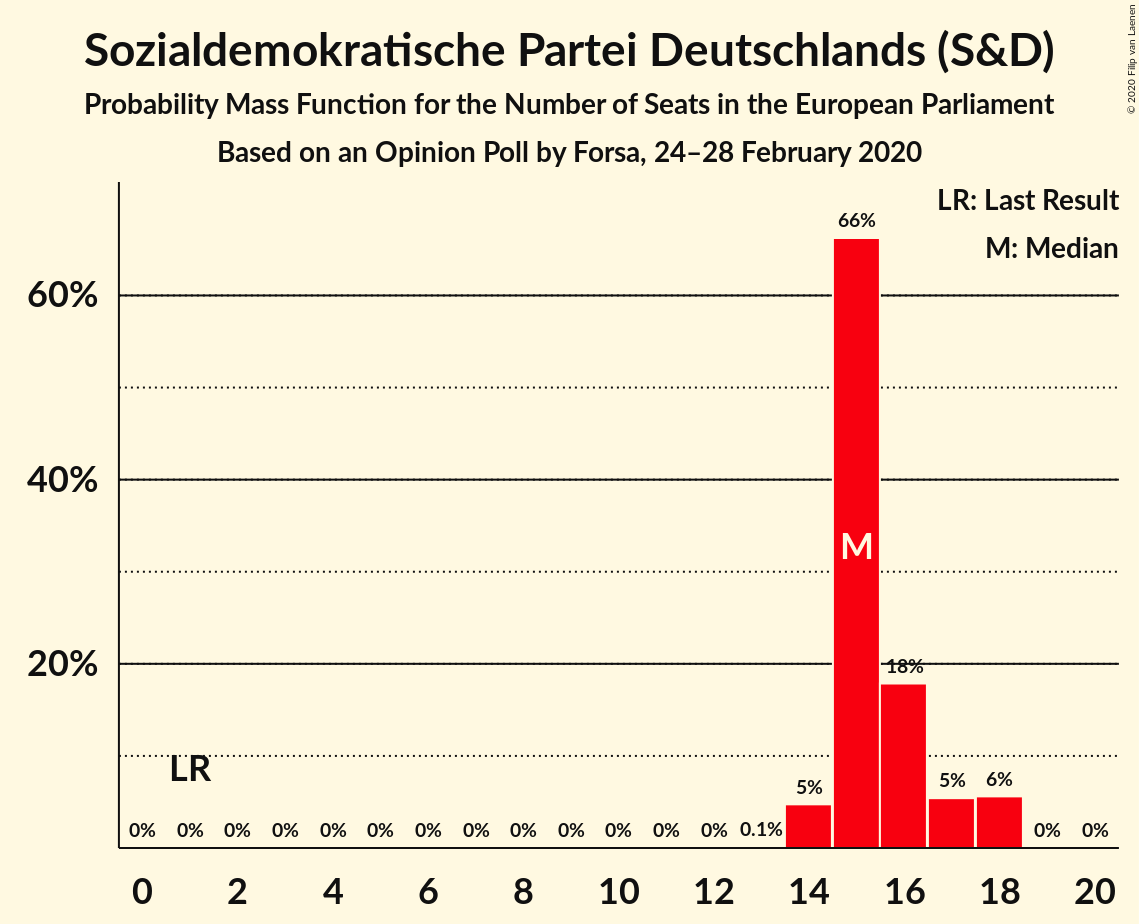 Sozialdemokratische Partei Deutschlands (S&D)
Probability Mass Function for the Number of Seats in the European Parliament
Based on an Opinion Poll by Forsa, 24–28 February 2020
© 2020 Filip van Laenen
LR: Last Result
M: Median
66%
60%
40%
M
20%
18%
LR
5%
5%
6%
0% 0% 0% 0% 0% 0% 0% 0% 0% 0% 0% 0% 0% 0.1% 0% 0%
0 2 4 6 8 10 12 14 16 18 20